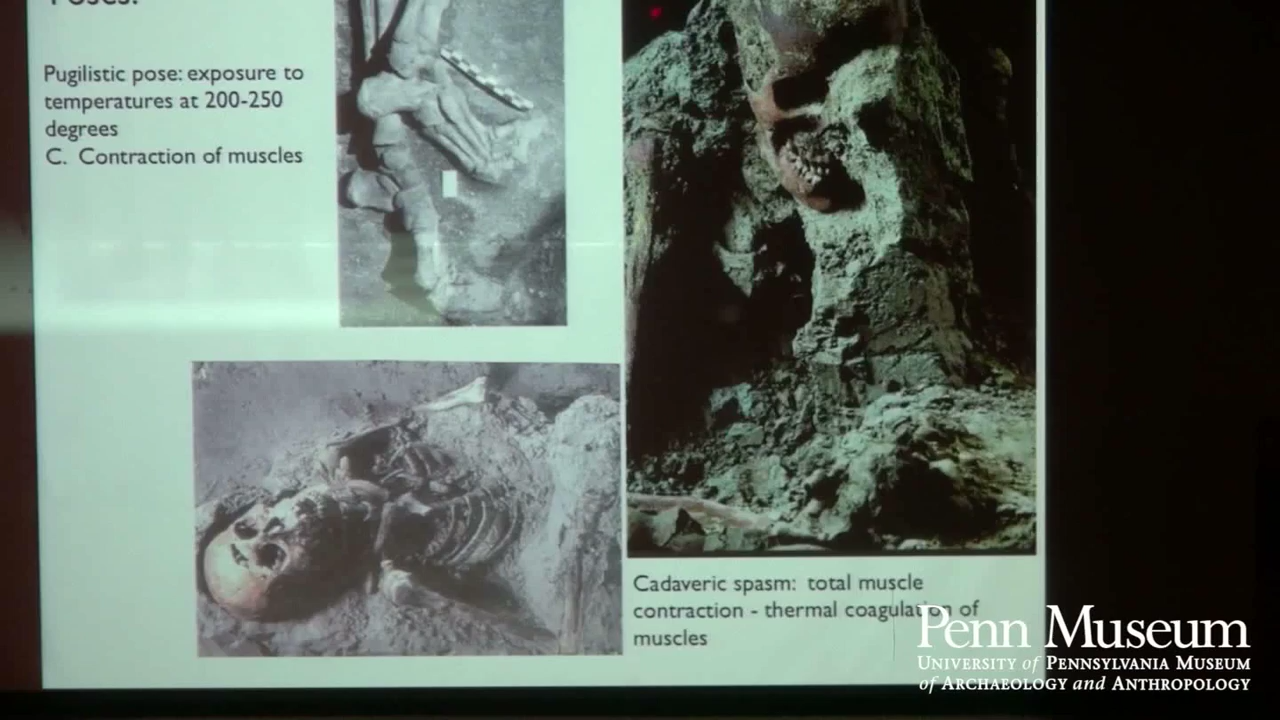 Poses:
Pugilistic pose: exposure to
temperatures at 200-250
degrees
C. Contraction of muscles
Cadaveric spasm: total muscle
contraction - thermal coagulation of
muscles
Penn Museum
UNIVERSITY of PENNSYLVANIA MUSEUM
of ARCHAEOLOGY and ANTHROPOLOGY